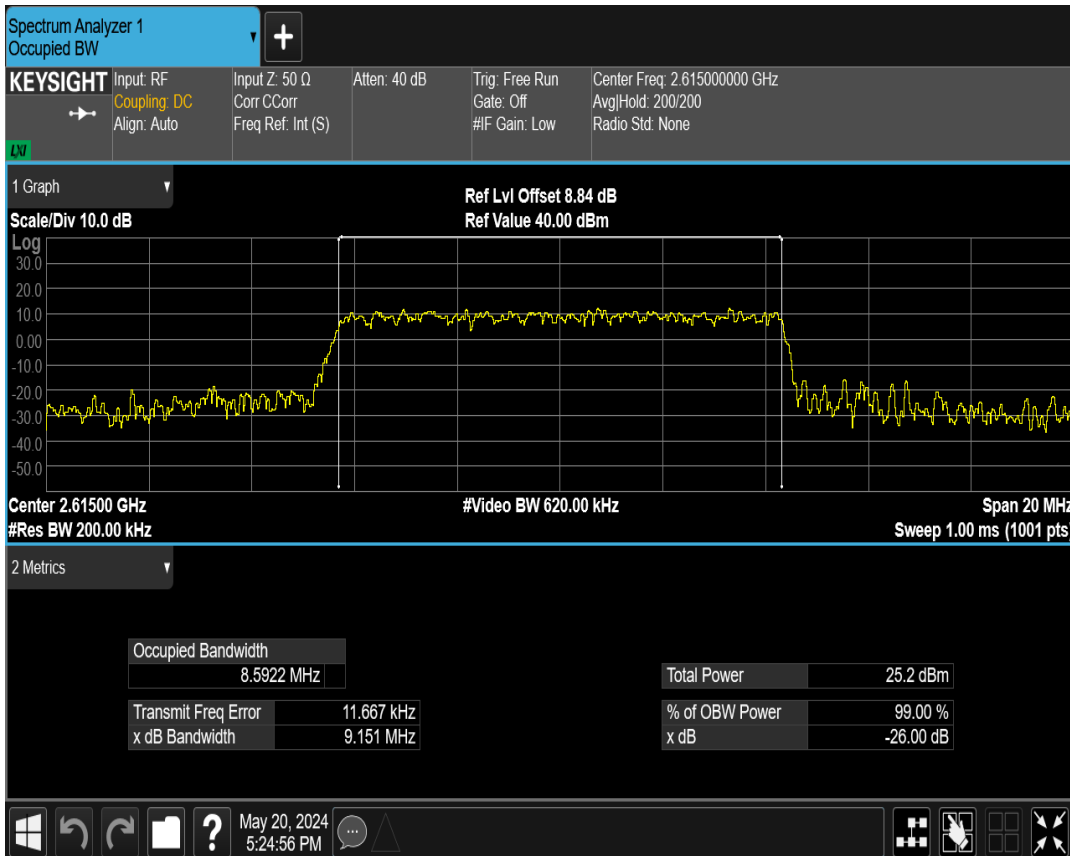 Spectrum Analyzer 1
Occupied BW
+
KEYSIGHT
LXI
Input: RF
Coupling: DC
Align: Auto
Input Z: 50 Ω
Corr CCorr
Freq Ref: Int (S)
Atten: 40 dB
Trig: Free Run
Gate: Off
#IF Gain: Low
Center Freq: 2.615000000 GHz
Avg|Hold: 200/200
Radio Std: None
1 Graph
Ref Lvl Offset 8.84 dB
Scale/Div 10.0 dB
Ref Value 40.00 dBm
Log
30.0
20.0
10.0
0.00
-10.0
-20.0
-30.0
-40.0
-50.0
Center 2.61500 GHz
#Video BW 620.00 kHz
Span 20 MHz
#Res BW 200.00 kHz
Sweep 1.00 ms (1001 pts)
2 Metrics
Occupied Bandwidth
8.5922 MHz
Total Power 25.2 dBm
Transmit Freq Error 11.667 kHz
% of OBW Power 99.00 %
x dB Bandwidth 9.151 MHz
x dB -26.00 dB
?
May 20, 2024
5:24:56 PM